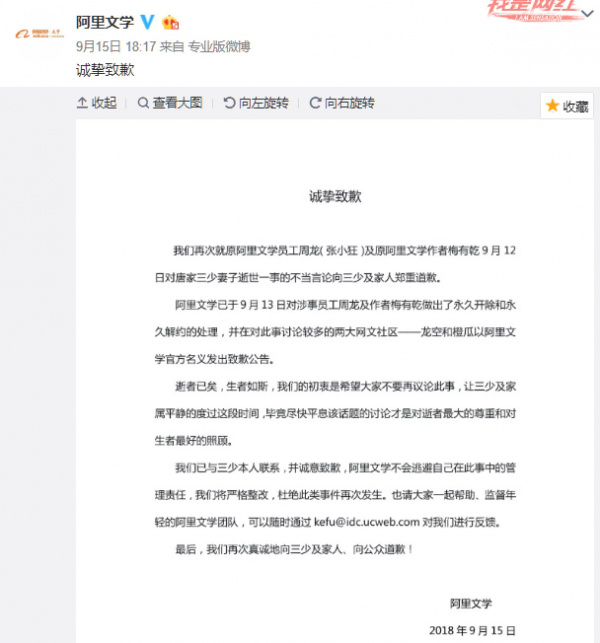 我是网红
I AM SENSATION
阿里文学
9月15日 18:17 来自 专业版微博
诚挚致歉
收起 查看大图 向左旋转 向右旋转 收藏
诚挚致歉
我们再次就原阿里文学员工周龙(张小狂)及原阿里文学作者梅有乾9月12
日对唐家三少妻子逝世一事的不当言论向三少及家人郑重道歉。
阿里文学已于9月13日对涉事员工周龙及作者梅有乾做出了永久开除和永
久解约的处理，并在对此事讨论较多的两大网文社区——龙空和橙瓜以阿里文
学官方名义发出致歉公告。
逝者已矣，生者如斯，我们的初衷是希望大家不要再议论此事，让三少及家
属平静的度过这段时间，毕竟尽快平息该话题的讨论才是对逝者最大的尊重和对
生者最好的照顾。
我们已与三少本人联系，并诚意致歉，阿里文学不会逃避自己在此事中的管
理责任，我们将严格整改，杜绝此类事件再次发生。也请大家一起帮助、监督年
轻的阿里文学团队，可以随时通过 kefu@idc.ucweb.com 对我们进行反馈。
最后，我们再次真诚地向三少及家人、向公众道歉！
阿里文学
2018年9月15日